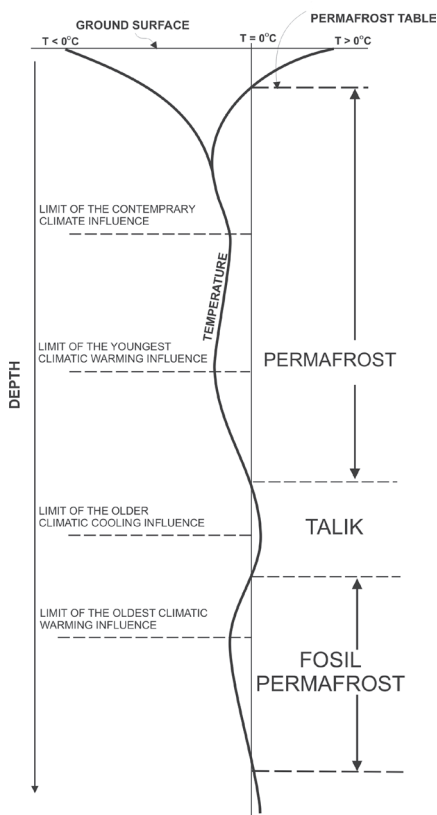 GROUND SURFACE
PERMAFROST TABLE
T < 0°C
T = 0°C
T > 0°C
LIMIT OF THE CONTEMPRARY
CLIMATE INFLUENCE
TEMPERATURE
LIMIT OF THE YOUNGEST
CLIMATIC WARMING INFLUENCE
PERMAFROST
DEPTH
LIMIT OF THE OLDER
CLIMATIC COOLING INFLUENCE
TALIK
LIMIT OF THE OLDEST CLIMATIC
WARMING INFLUENCE
FOSIL
PERMAFROST